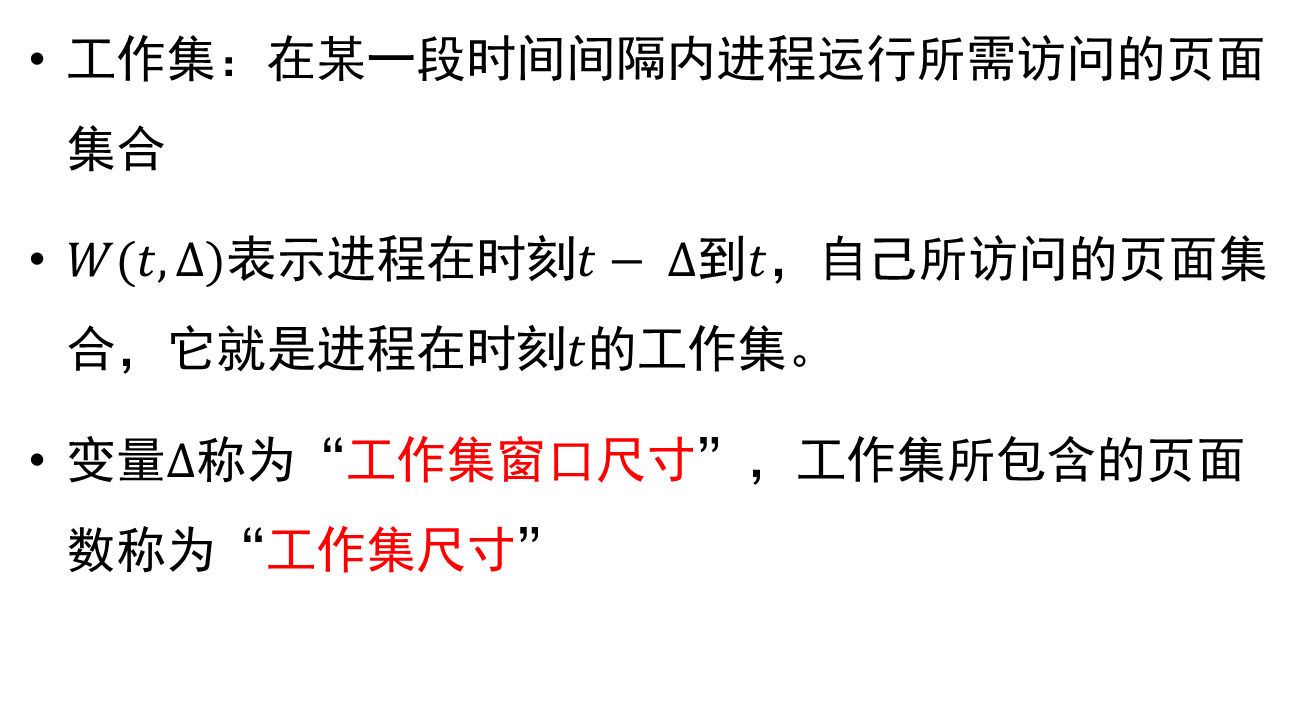 • 工作集：在某一段时间间隔内进程运行所需访问的页面
集合
• W(t,Δ)表示进程在时刻t − Δ到t，自己所访问的页面集
合，它就是进程在时刻t的工作集。
• 变量Δ称为“工作集窗口尺寸”，工作集所包含的页面
数称为“工作集尺寸”